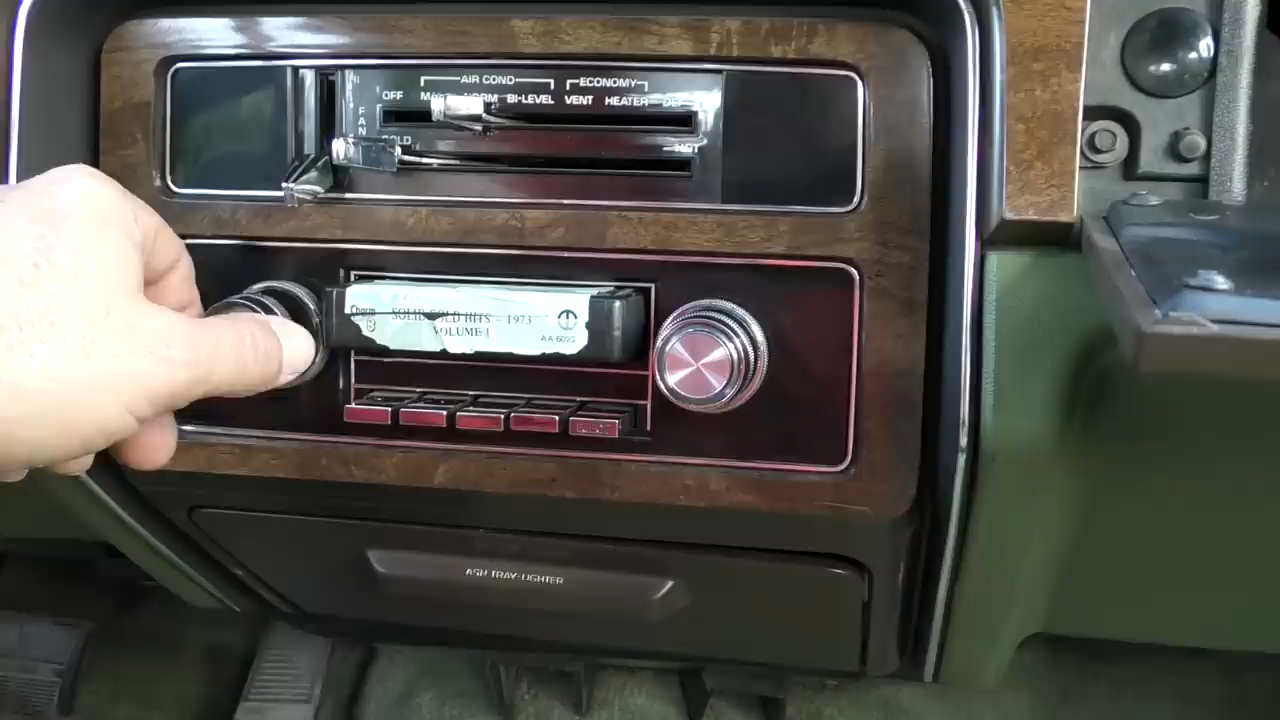 AIR COND ECONOMY
OFF NORM BI-LEVEL VENT HEATER
FAN
COLD HOT
Charm
SOLID GOLD HITS - 1973
VOLUME I
AA-6023
ASH TRAY-LIGHTER